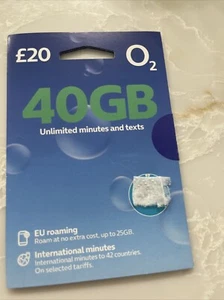 £20
O2
40GB
Unlimited minutes and texts
EU roaming
Roam at no extra cost, up to 25GB.
International minutes
International minutes to 42 countries.
On selected tariffs.